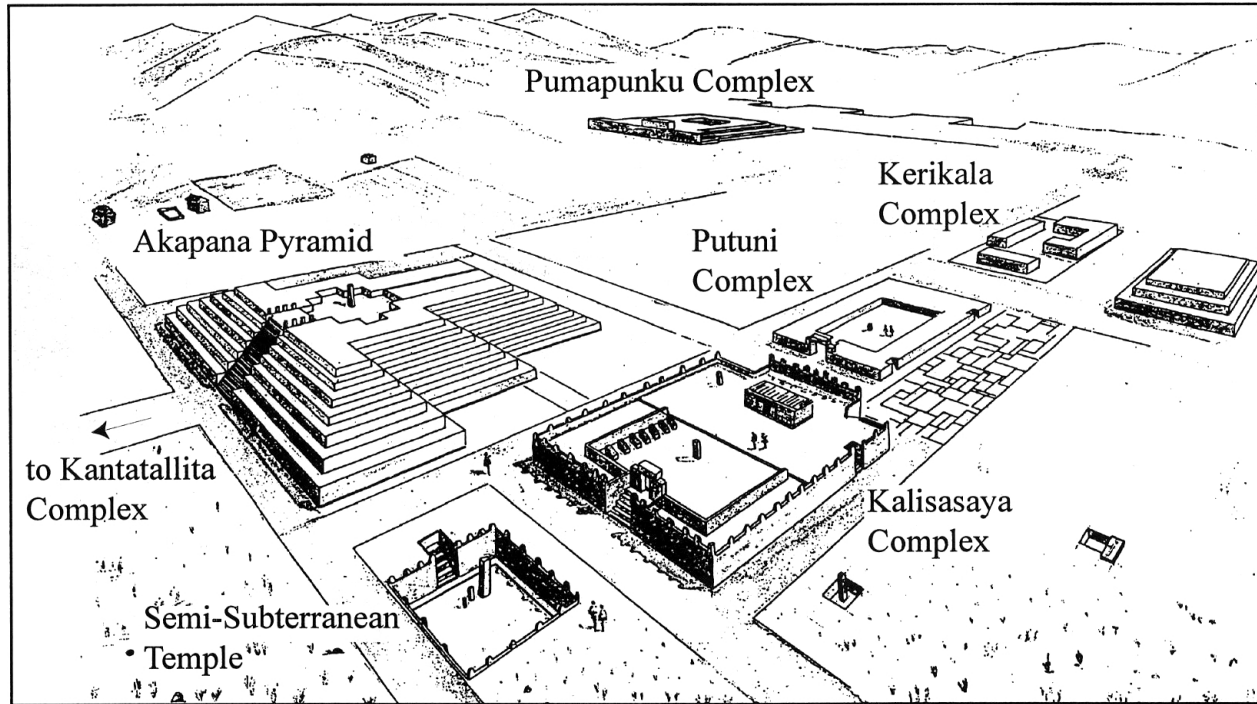 Pumapunku Complex
Kerikala
Complex
Akapana Pyramid
Putuni
Complex
to Kantatallita
Complex
Kalisasaya
Complex
Semi-Subterranean
Temple